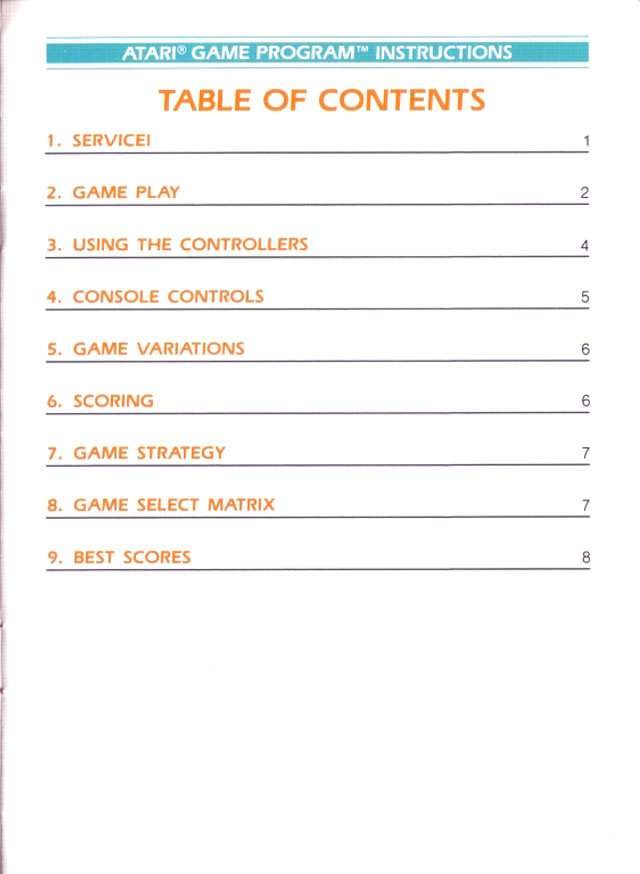 ATARI® GAME PROGRAM™ INSTRUCTIONS
TABLE OF CONTENTS
1. SERVICE! 1
2. GAME PLAY 2
3. USING THE CONTROLLERS 4
4. CONSOLE CONTROLS 5
5. GAME VARIATIONS 6
6. SCORING 6
7. GAME STRATEGY 7
8. GAME SELECT MATRIX 7
9. BEST SCORES 8